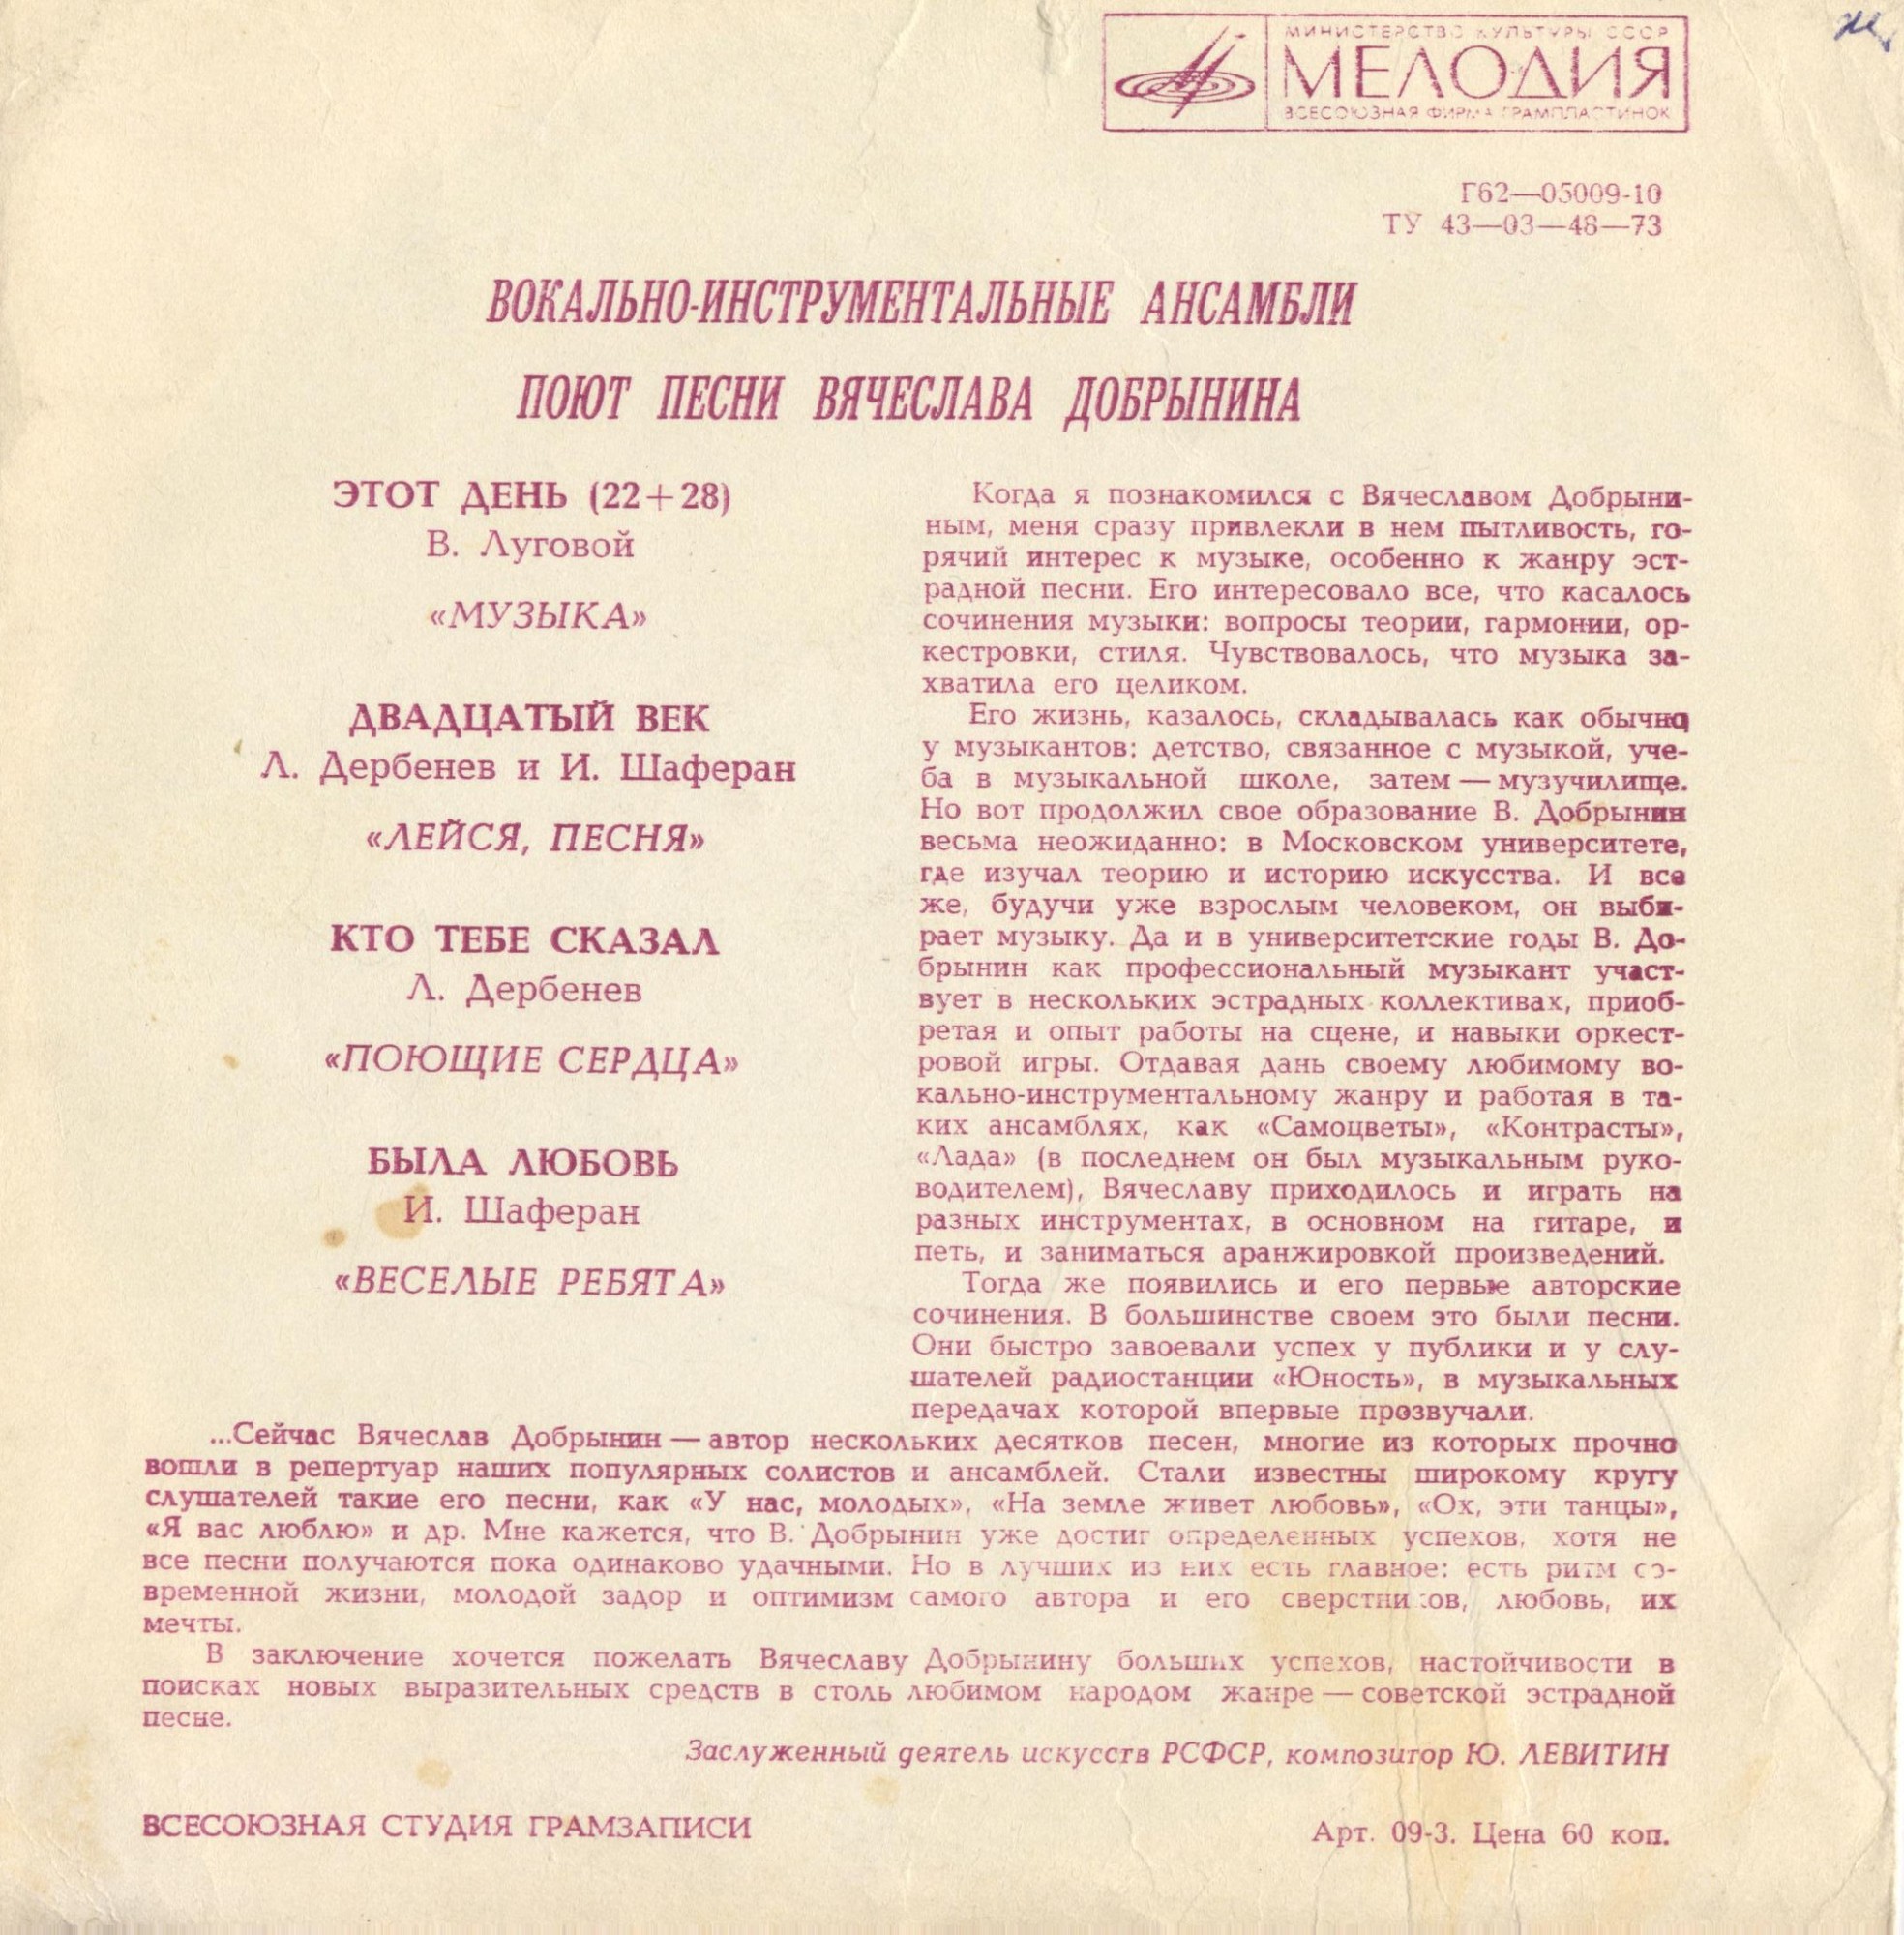 МИНИСТЕРСТВО КУЛЬТУРЫ СССР
МЕЛОДИЯ
ВСЕСОЮЗНАЯ ФИРМА ГРАМПЛАСТИНОК
Г62—05009-10
ТУ 43—03—48—73
ВОКАЛЬНО-ИНСТРУМЕНТАЛЬНЫЕ АНСАМБЛИ
ПОЮТ ПЕСНИ ВЯЧЕСЛАВА ДОБРЫНИНА
ЭТОТ ДЕНЬ (22+28)
В. Луговой
«МУЗЫКА»
ДВАДЦАТЫЙ ВЕК
Л. Дербенев и И. Шаферан
«ЛЕЙСЯ, ПЕСНЯ»
КТО ТЕБЕ СКАЗАЛ
Л. Дербенев
«ПОЮЩИЕ СЕРДЦА»
БЫЛА ЛЮБОВЬ
И. Шаферан
«ВЕСЕЛЫЕ РЕБЯТА»
Когда я познакомился с Вячеславом Добрыни-
ным, меня сразу привлекли в нем пытливость, го-
рячий интерес к музыке, особенно к жанру эст-
радной песни. Его интересовало все, что касалось
сочинения музыки: вопросы теории, гармонии, ор-
кестровки, стиля. Чувствовалось, что музыка за-
хватила его целиком.
Его жизнь, казалось, складывалась как обычно
у музыкантов: детство, связанное с музыкой, уче-
ба в музыкальной школе, затем — музучилище.
Но вот продолжил свое образование В. Добрынин
весьма неожиданно: в Московском университете,
где изучал теорию и историю искусства. И все
же, будучи уже взрослым человеком, он выби-
рает музыку. Да и в университетские годы В. До-
брынин как профессиональный музыкант участ-
вует в нескольких эстрадных коллективах, приоб-
ретая и опыт работы на сцене, и навыки оркест-
ровой игры. Отдавая дань своему любимому во-
кально-инструментальному жанру и работая в та-
ких ансамблях, как «Самоцветы», «Контрасты»,
«Лада» (в последнем он был музыкальным руко-
водителем), Вячеславу приходилось и играть на
разных инструментах, в основном на гитаре, и
петь, и заниматься аранжировкой произведений.
Тогда же появились и его первые авторские
сочинения. В большинстве своем это были песни.
Они быстро завоевали успех у публики и у слу-
шателей радиостанции «Юность», в музыкальных
передачах которой впервые прозвучали.
...Сейчас Вячеслав Добрынин — автор нескольких десятков песен, многие из которых прочно
вошли в репертуар наших популярных солистов и ансамблей. Стали известны широкому кругу
слушателей такие его песни, как «У нас, молодых», «На земле живет любовь», «Ох, эти танцы»,
«Я вас люблю» и др. Мне кажется, что В. Добрынин уже достиг определенных успехов, хотя не
все песни получаются пока одинаково удачными. Но в лучших из них есть главное: есть ритм со-
временной жизни, молодой задор и оптимизм самого автора и его сверстников, любовь, их
мечты.
В заключение хочется пожелать Вячеславу Добрынину больших успехов, настойчивости в
поисках новых выразительных средств в столь любимом народом жанре — советской эстрадной
песне.
Заслуженный деятель искусств РСФСР, композитор Ю. ЛЕВИТИН
ВСЕСОЮЗНАЯ СТУДИЯ ГРАМЗАПИСИ
Арт. 09-3. Цена 60 коп.